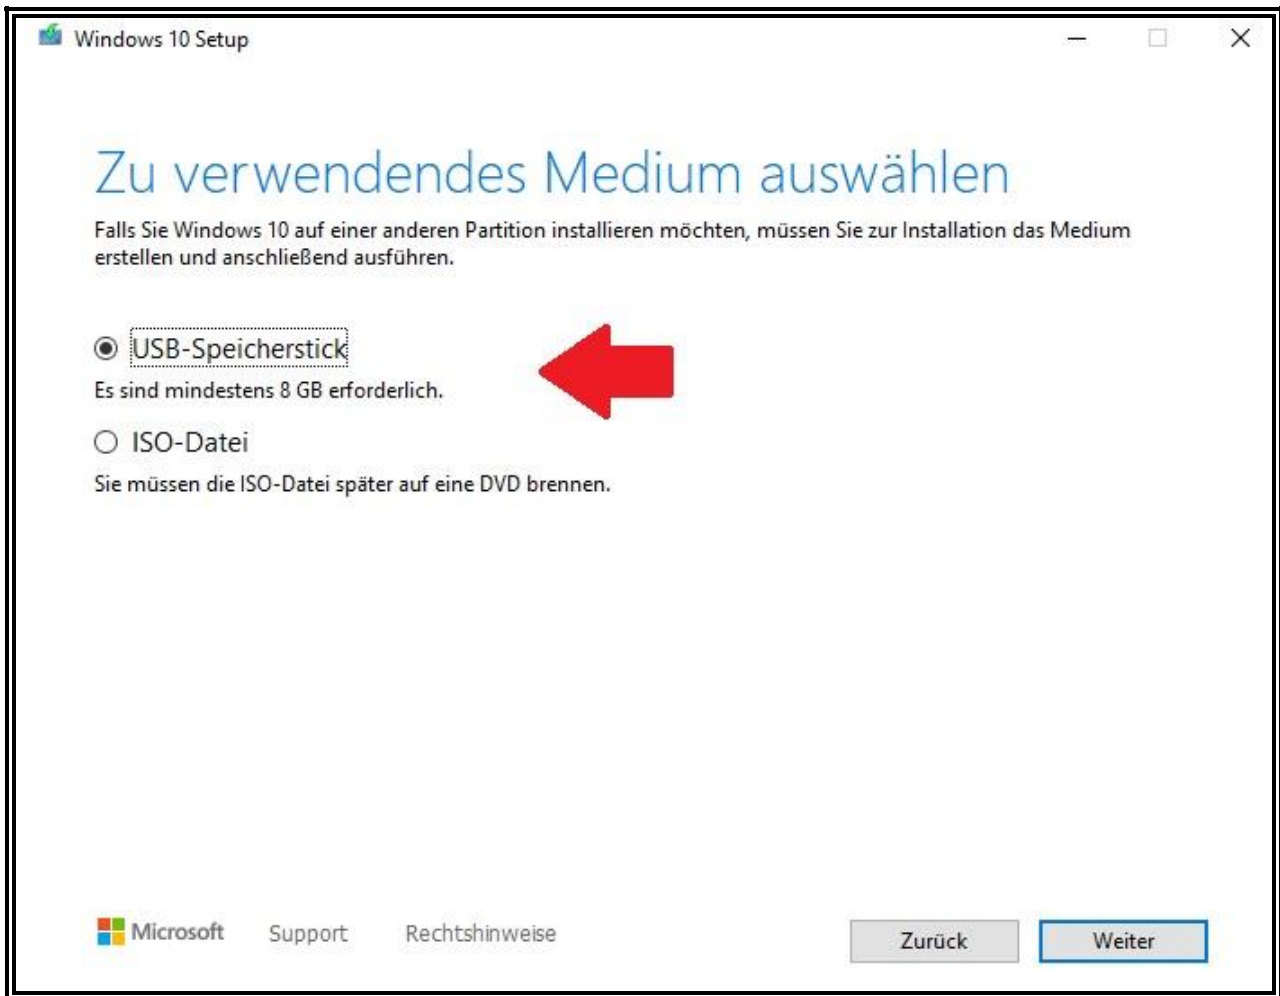 Windows 10 Setup
Zu verwendendes Medium auswählen
Falls Sie Windows 10 auf einer anderen Partition installieren möchten, müssen Sie zur Installation das Medium
erstellen und anschließend ausführen.
USB-Speicherstick
Es sind mindestens 8 GB erforderlich.
ISO-Datei
Sie müssen die ISO-Datei später auf eine DVD brennen.
Microsoft Support Rechtshinweise Zurück Weiter